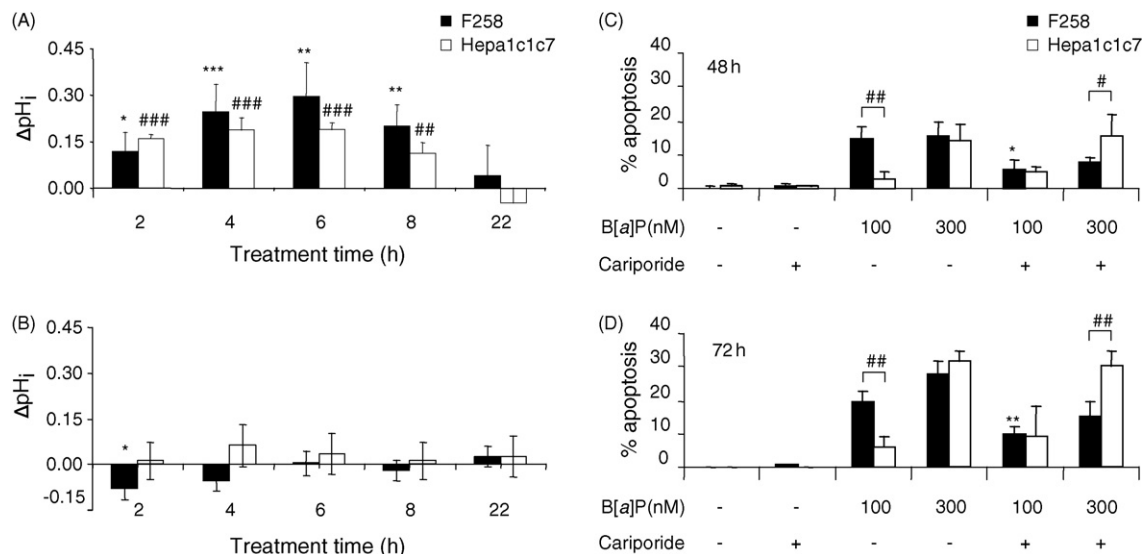 (A)
F258
Hepa1c1c7
ΔpHi
0.45
0.30
0.15
0.00
* ###
*** ###
** ###
** ##
2 4 6 8 22
Treatment time (h)
(B)
ΔpHi
0.45
0.30
0.15
0.00
-0.15
*
2 4 6 8 22
Treatment time (h)
(C)
F258
Hepa1c1c7
48h
% apoptosis
40
30
20
10
0
##
*
#
B[a]P(nM) - - 100 300 100 300
Cariporide - + - - + +
(D)
72h
% apoptosis
40
30
20
10
0
##
**
##
B[a]P(nM) - - 100 300 100 300
Cariporide - + - - + +